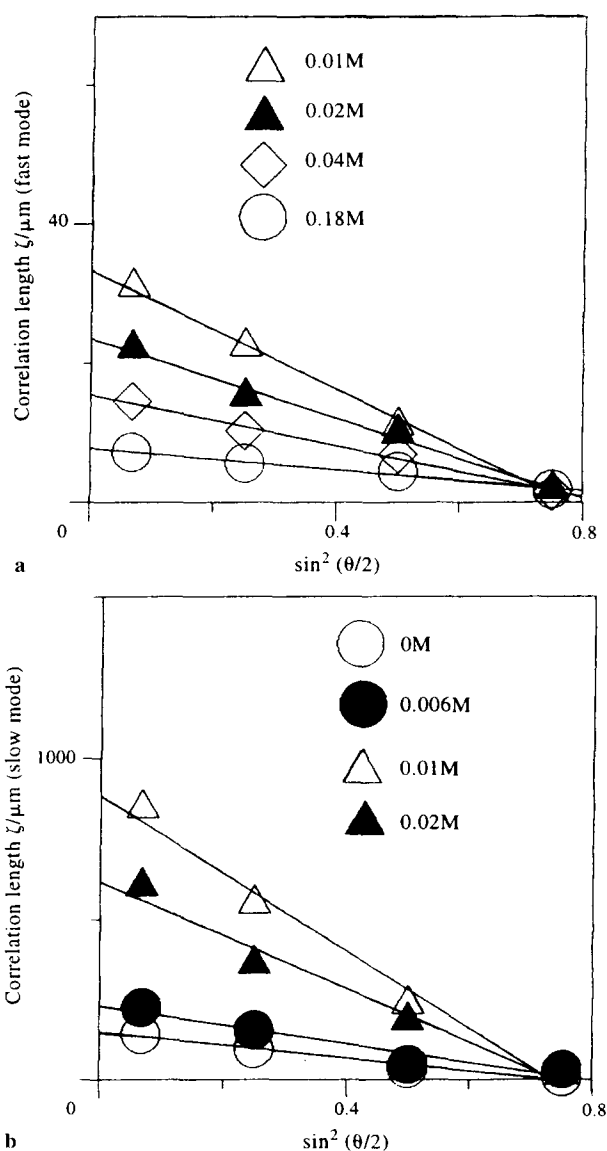 0.01M
0.02M
0.04M
0.18M
Correlation length ζ/μm (fast mode)
40
0
0.4
0.8
a
sin² (θ/2)
0M
0.006M
0.01M
0.02M
Correlation length ζ/μm (slow mode)
1000
0
0.4
0.8
b
sin² (θ/2)